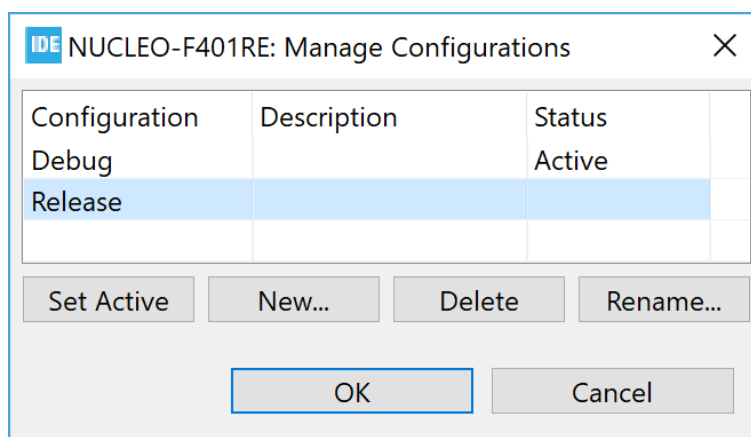 IDE NUCLEO-F401RE: Manage Configurations
Configuration Description Status
Debug Active
Release
Set Active New... Delete Rename...
OK Cancel